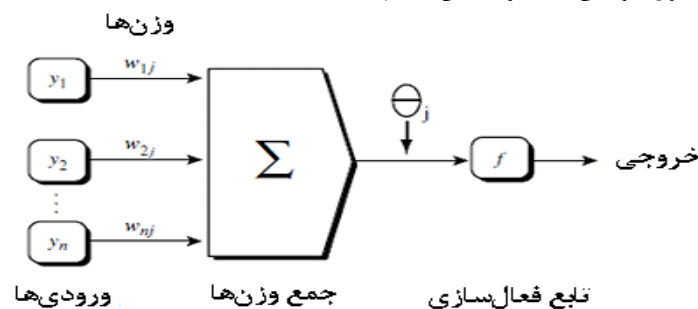 وزن‌ها
y₁ w₁ⱼ
Θⱼ
y₂ w₂ⱼ Σ f خروجی
⋮
yₙ wₙⱼ
ورودی‌ها جمع وزن‌ها تابع فعال‌سازی